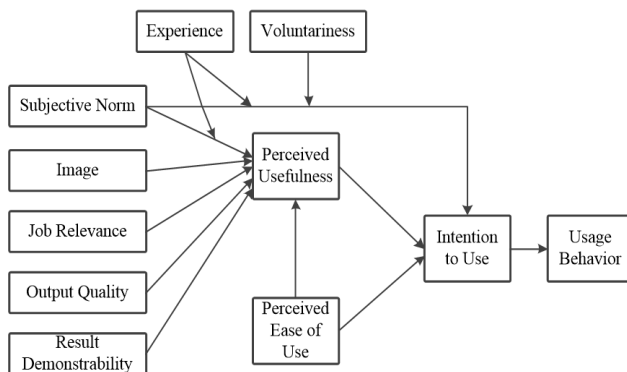 Experience
Voluntariness
Subjective Norm
Image
Job Relevance
Output Quality
Result
Demonstrability
Perceived
Usefulness
Perceived
Ease of
Use
Intention
to Use
Usage
Behavior